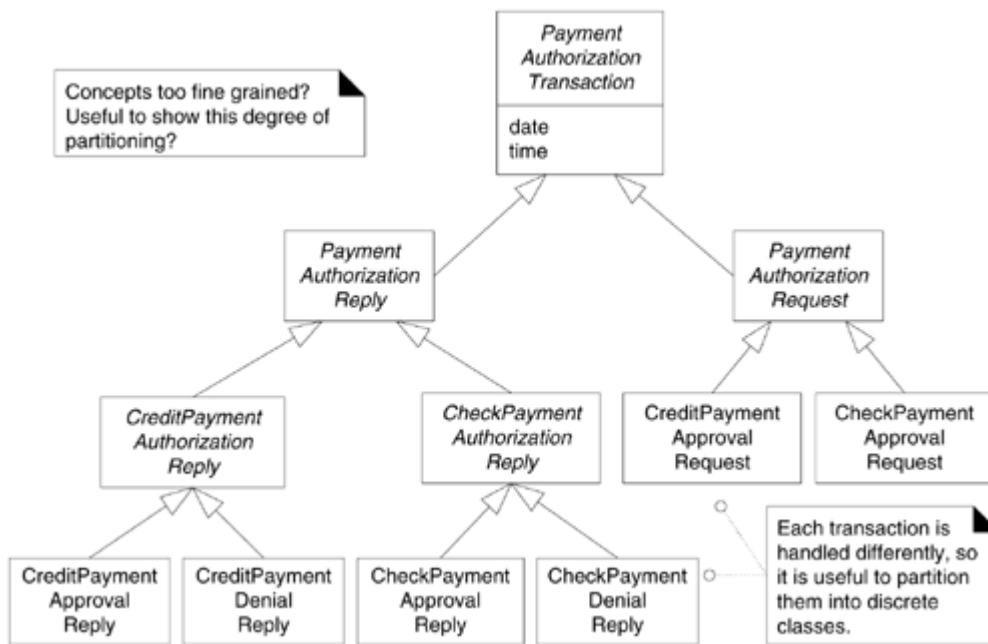 Payment
Authorization
Transaction
date
time
Concepts too fine grained?
Useful to show this degree of
partitioning?
Payment
Authorization
Reply
Payment
Authorization
Request
CreditPayment
Authorization
Reply
CheckPayment
Authorization
Reply
CreditPayment
Approval
Request
CheckPayment
Approval
Request
Each transaction is
handled differently, so
it is useful to partition
them into discrete
classes.
CreditPayment
Approval
Reply
CreditPayment
Denial
Reply
CheckPayment
Approval
Reply
CheckPayment
Denial
Reply